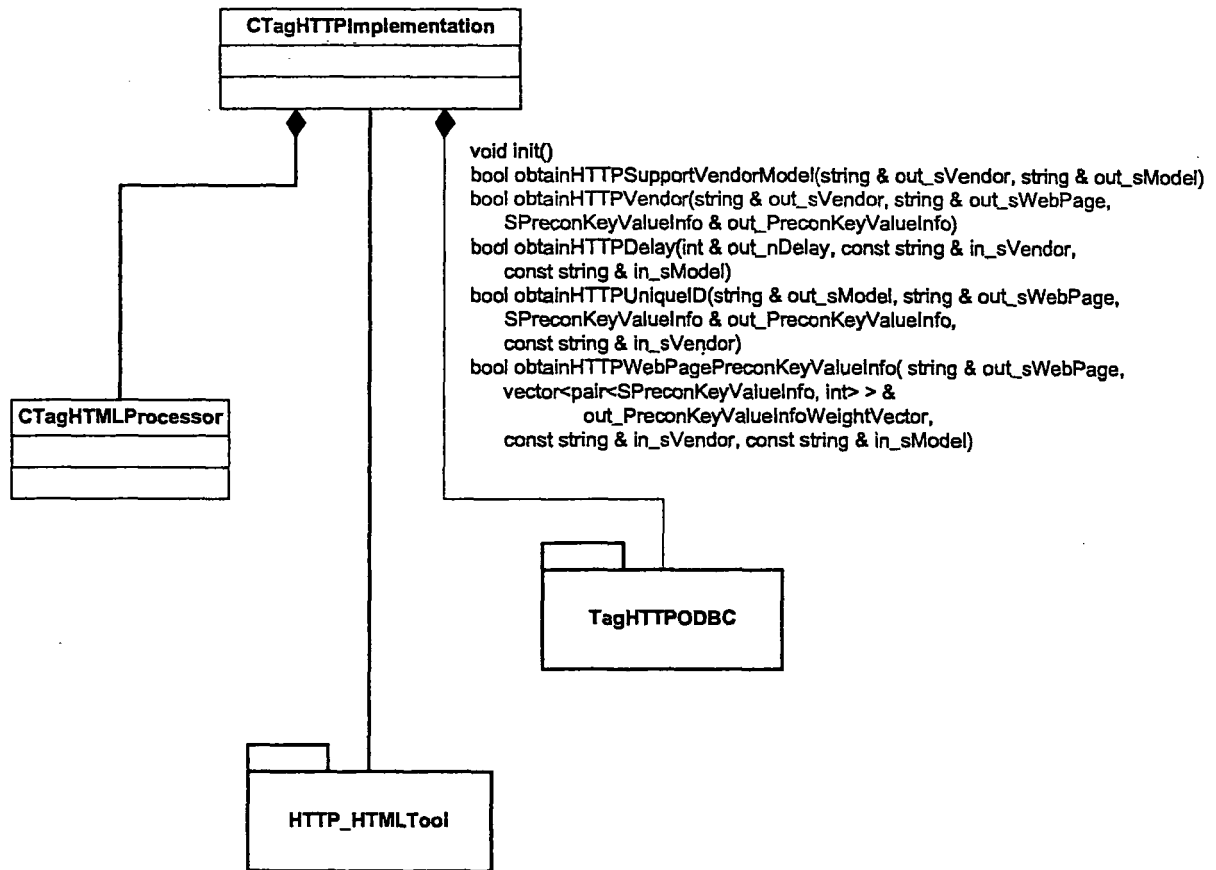 CTagHTTPImplementation
void init()
bool obtainHTTPSupportVendorModel(string & out_sVendor, string & out_sModel)
bool obtainHTTPVendor(string & out_sVendor, string & out_sWebPage,
SPreconKeyValueInfo & out_PreconKeyValueInfo)
bool obtainHTTPDelay(int & out_nDelay, const string & in_sVendor,
const string & in_sModel)
bool obtainHTTPUniqueID(string & out_sModel, string & out_sWebPage,
SPreconKeyValueInfo & out_PreconKeyValueInfo,
const string & in_sVendor)
bool obtainHTTPWebPagePreconKeyValueInfo( string & out_sWebPage,
vector<pair<SPreconKeyValueInfo, int> > &
out_PreconKeyValueInfoWeightVector,
const string & in_sVendor, const string & in_sModel)
CTagHTMLProcessor
TagHTTPODBC
HTTP_HTMLTool